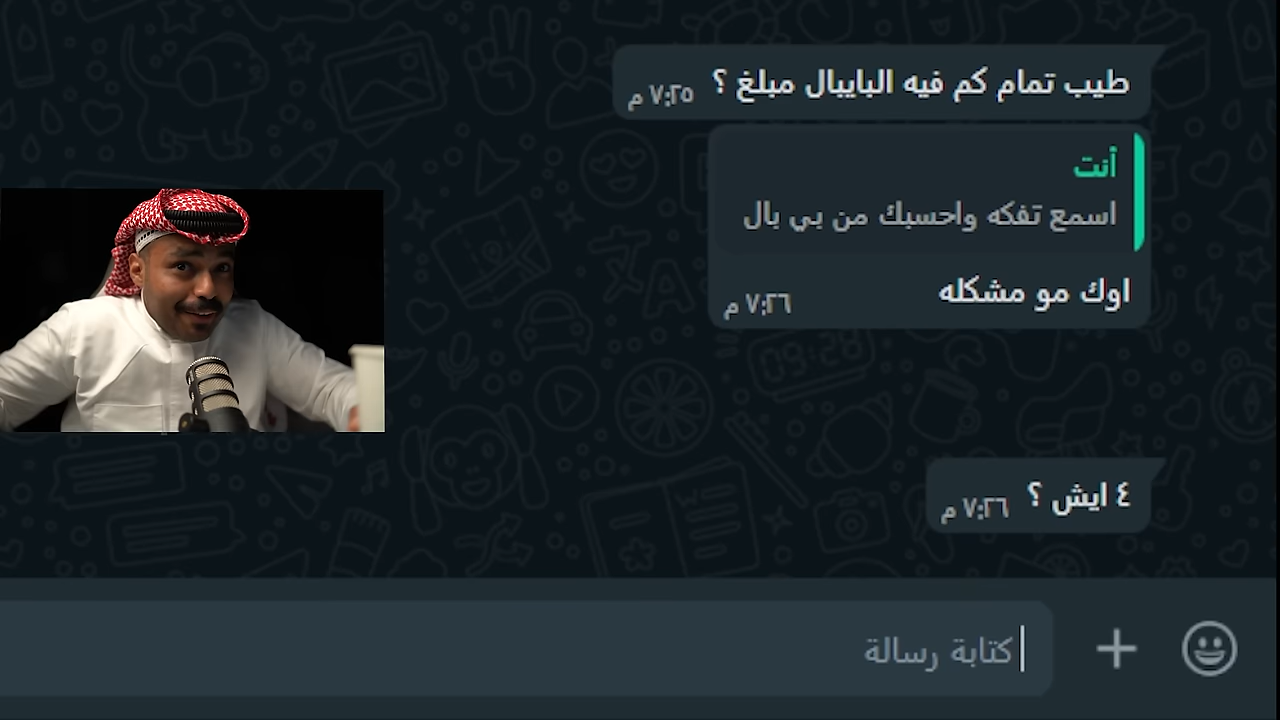 طيب تمام كم فيه البايبال مبلغ ؟
٧:٢٥ م
أنت
اسمع تفكه واحسبك من بي بال
اوك مو مشكله
٧:٢٦ م
٤ ايش ؟
٧:٢٦ م
كتابة رسالة